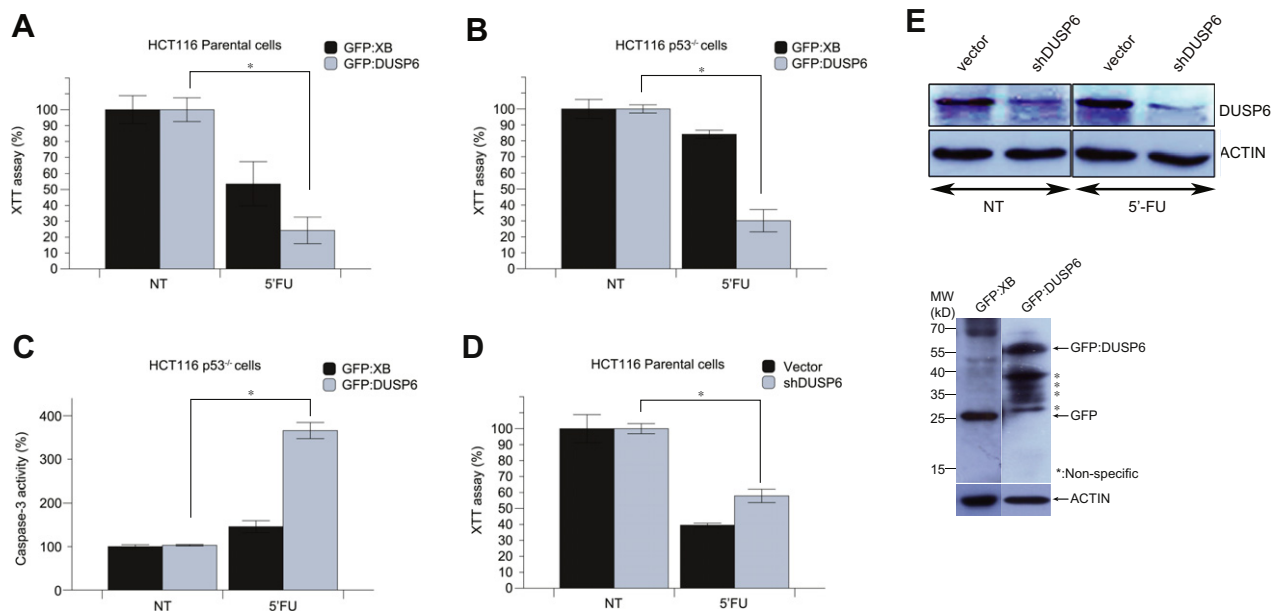 A
HCT116 Parental cells
GFP:XB
GFP:DUSP6
*
XTT assay (%)
100
90
80
70
60
50
40
30
20
10
0
NT
5'FU
B
HCT116 p53-/- cells
GFP:XB
GFP:DUSP6
*
XTT assay (%)
100
90
80
70
60
50
40
30
20
10
0
NT
5'FU
C
HCT116 p53-/- cells
GFP:XB
GFP:DUSP6
*
Caspase-3 activity (%)
400
300
200
100
0
NT
5'FU
D
HCT116 Parental cells
Vector
shDUSP6
*
XTT assay (%)
100
90
80
70
60
50
40
30
20
10
0
NT
5'FU
E
vector
shDUSP6
vector
shDUSP6
DUSP6
ACTIN
NT
5'-FU
MW
(kD)
GFP:XB
GFP:DUSP6
70
55
40
35
25
15
GFP:DUSP6
*
*
*
*
GFP
*:Non-specific
ACTIN